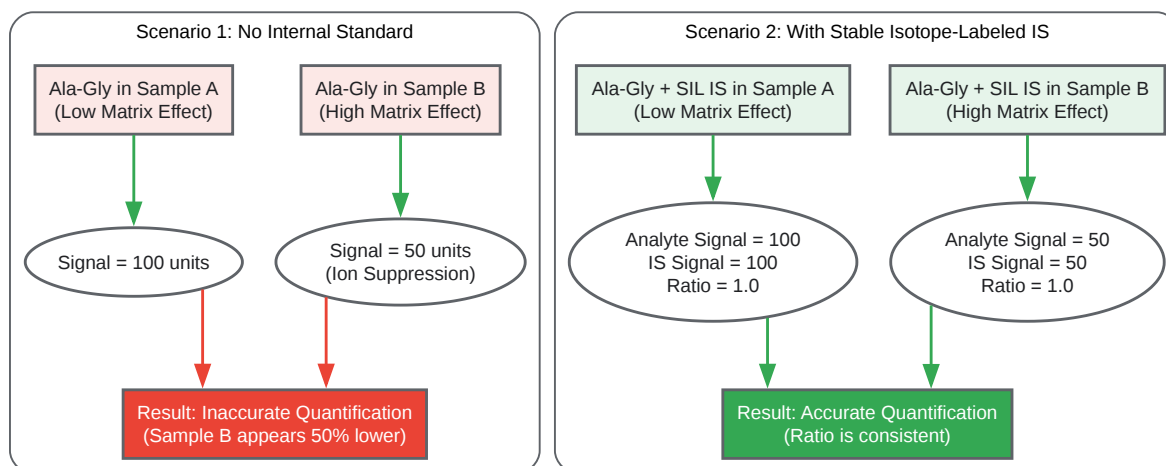 Scenario 1: No Internal Standard
Ala-Gly in Sample A
(Low Matrix Effect)
Ala-Gly in Sample B
(High Matrix Effect)
Signal = 100 units
Signal = 50 units
(Ion Suppression)
Result: Inaccurate Quantification
(Sample B appears 50% lower)
Scenario 2: With Stable Isotope-Labeled IS
Ala-Gly + SIL IS in Sample A
(Low Matrix Effect)
Ala-Gly + SIL IS in Sample B
(High Matrix Effect)
Analyte Signal = 100
IS Signal = 100
Ratio = 1.0
Analyte Signal = 50
IS Signal = 50
Ratio = 1.0
Result: Accurate Quantification
(Ratio is consistent)